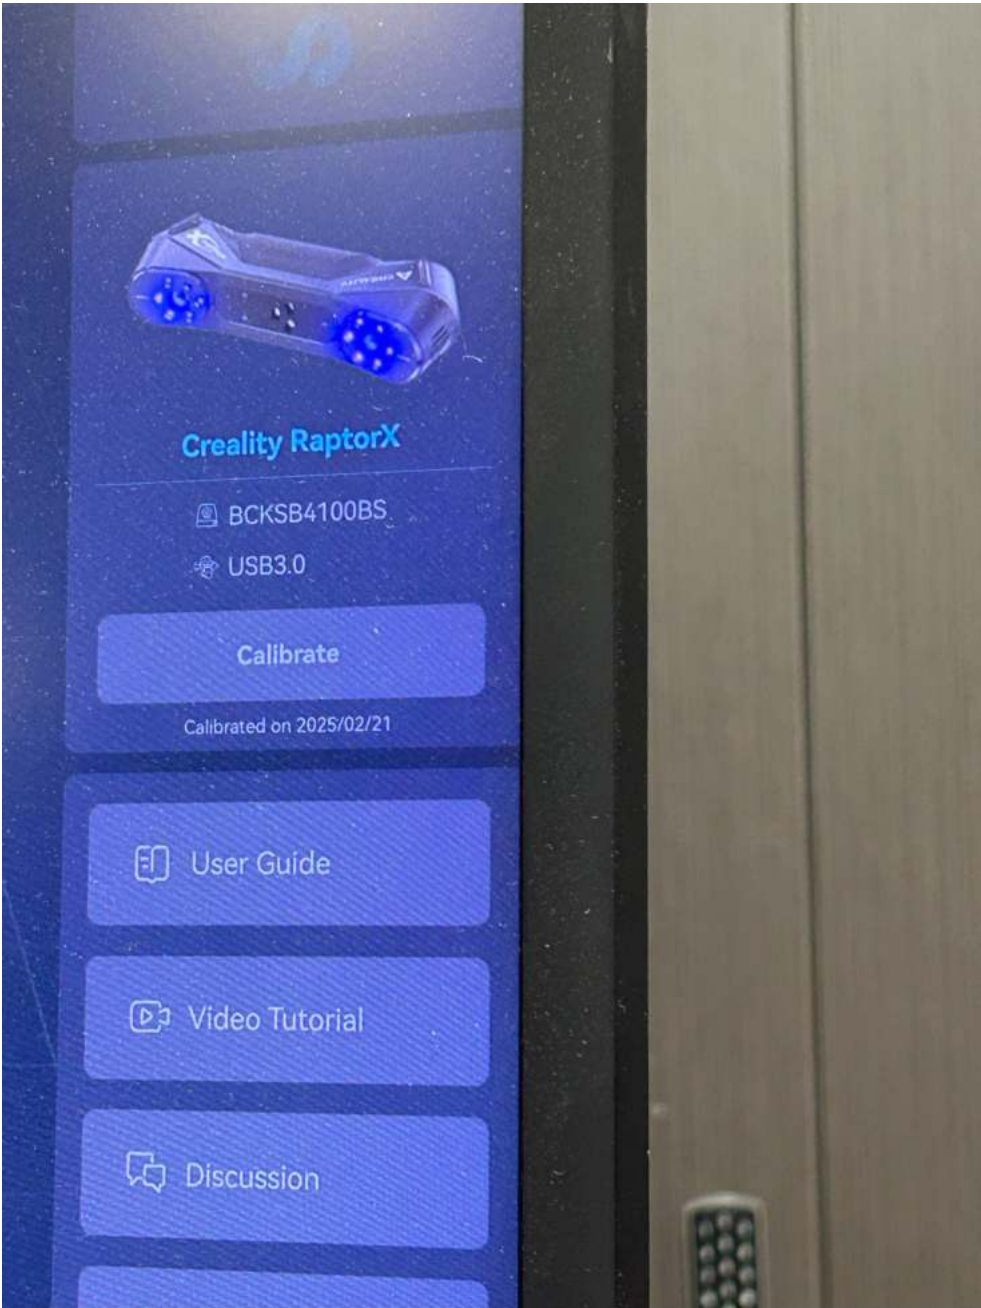 Creality RaptorX
BCKSB4100BS
USB3.0
Calibrate
Calibrated on 2025/02/21
User Guide
Video Tutorial
Discussion